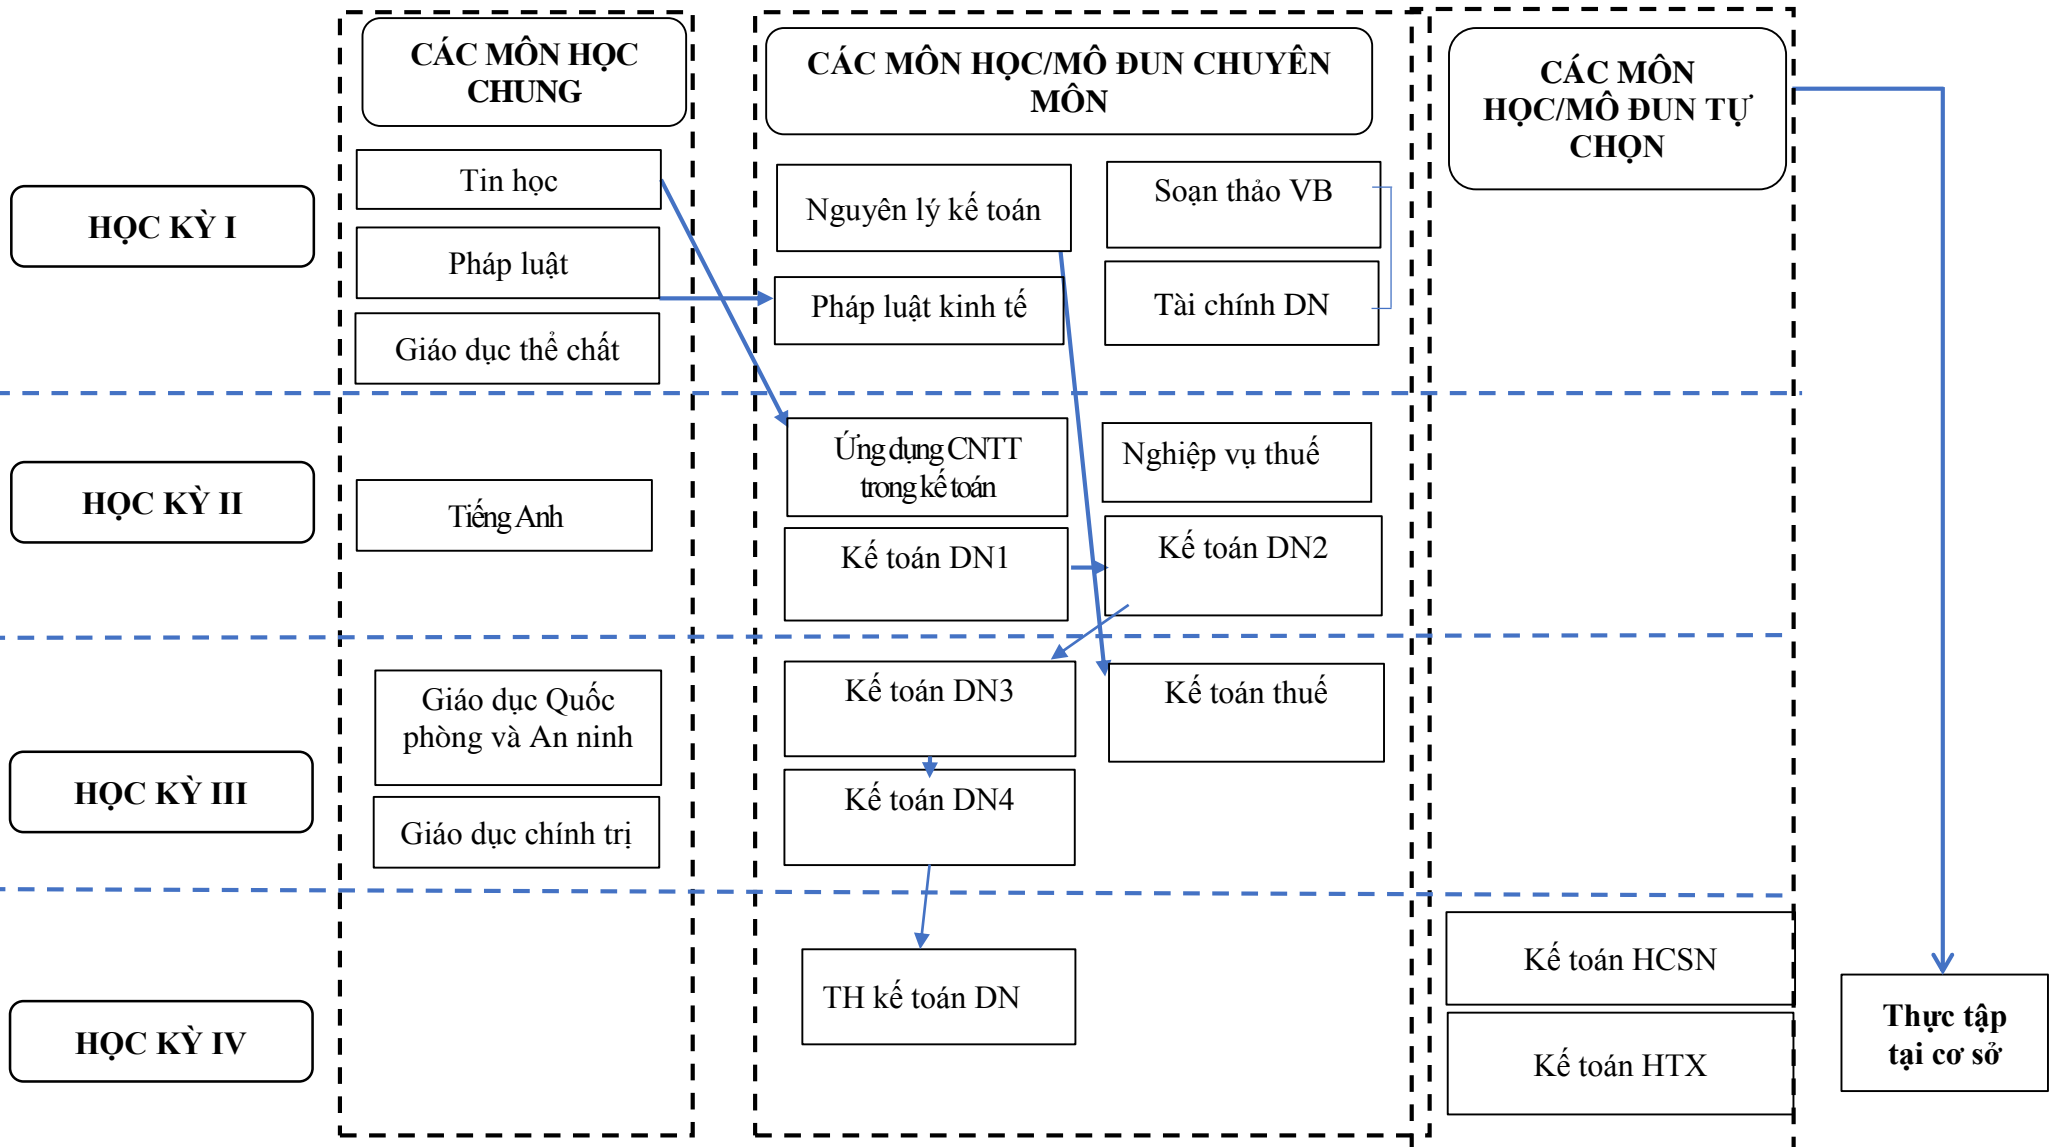 CÁC MÔN HỌC
CHUNG
CÁC MÔN HỌC/MÔ ĐUN CHUYÊN
MÔN
CÁC MÔN
HỌC/MÔ ĐUN TỰ
CHỌN
HỌC KỲ I
Tin học
Pháp luật
Giáo dục thể chất
Nguyên lý kế toán
Pháp luật kinh tế
Soạn thảo VB
Tài chính DN
HỌC KỲ II
Tiếng Anh
Ứng dụng CNTT
trong kế toán
Nghiệp vụ thuế
Kế toán DN1
Kế toán DN2
HỌC KỲ III
Giáo dục Quốc
phòng và An ninh
Giáo dục chính trị
Kế toán DN3
Kế toán thuế
Kế toán DN4
HỌC KỲ IV
TH kế toán DN
Kế toán HCSN
Kế toán HTX
Thực tập
tại cơ sở